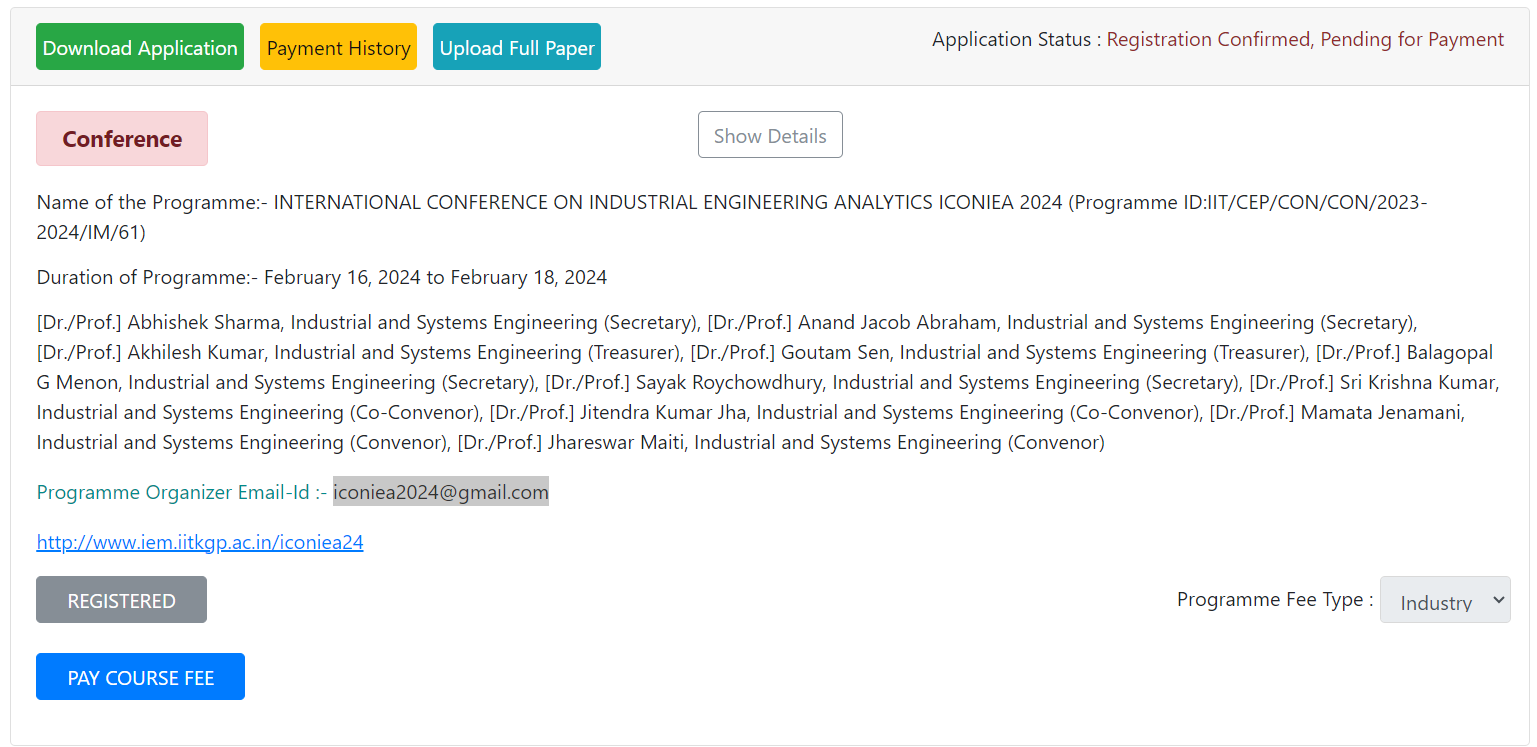 Download Application Payment History Upload Full Paper Application Status : Registration Confirmed, Pending for Payment
Conference Show Details
Name of the Programme:- INTERNATIONAL CONFERENCE ON INDUSTRIAL ENGINEERING ANALYTICS ICONIEA 2024 (Programme ID:IIT/CEP/CON/CON/2023-
2024/IM/61)
Duration of Programme:- February 16, 2024 to February 18, 2024
[Dr./Prof.] Abhishek Sharma, Industrial and Systems Engineering (Secretary), [Dr./Prof.] Anand Jacob Abraham, Industrial and Systems Engineering (Secretary),
[Dr./Prof.] Akhilesh Kumar, Industrial and Systems Engineering (Treasurer), [Dr./Prof.] Goutam Sen, Industrial and Systems Engineering (Treasurer), [Dr./Prof.] Balagopal
G Menon, Industrial and Systems Engineering (Secretary), [Dr./Prof.] Sayak Roychowdhury, Industrial and Systems Engineering (Secretary), [Dr./Prof.] Sri Krishna Kumar,
Industrial and Systems Engineering (Co-Convenor), [Dr./Prof.] Jitendra Kumar Jha, Industrial and Systems Engineering (Co-Convenor), [Dr./Prof.] Mamata Jenamani,
Industrial and Systems Engineering (Convenor), [Dr./Prof.] Jhareswar Maiti, Industrial and Systems Engineering (Convenor)
Programme Organizer Email-Id :- iconiea2024@gmail.com
http://www.iem.iitkgp.ac.in/iconiea24
REGISTERED Programme Fee Type : Industry
PAY COURSE FEE